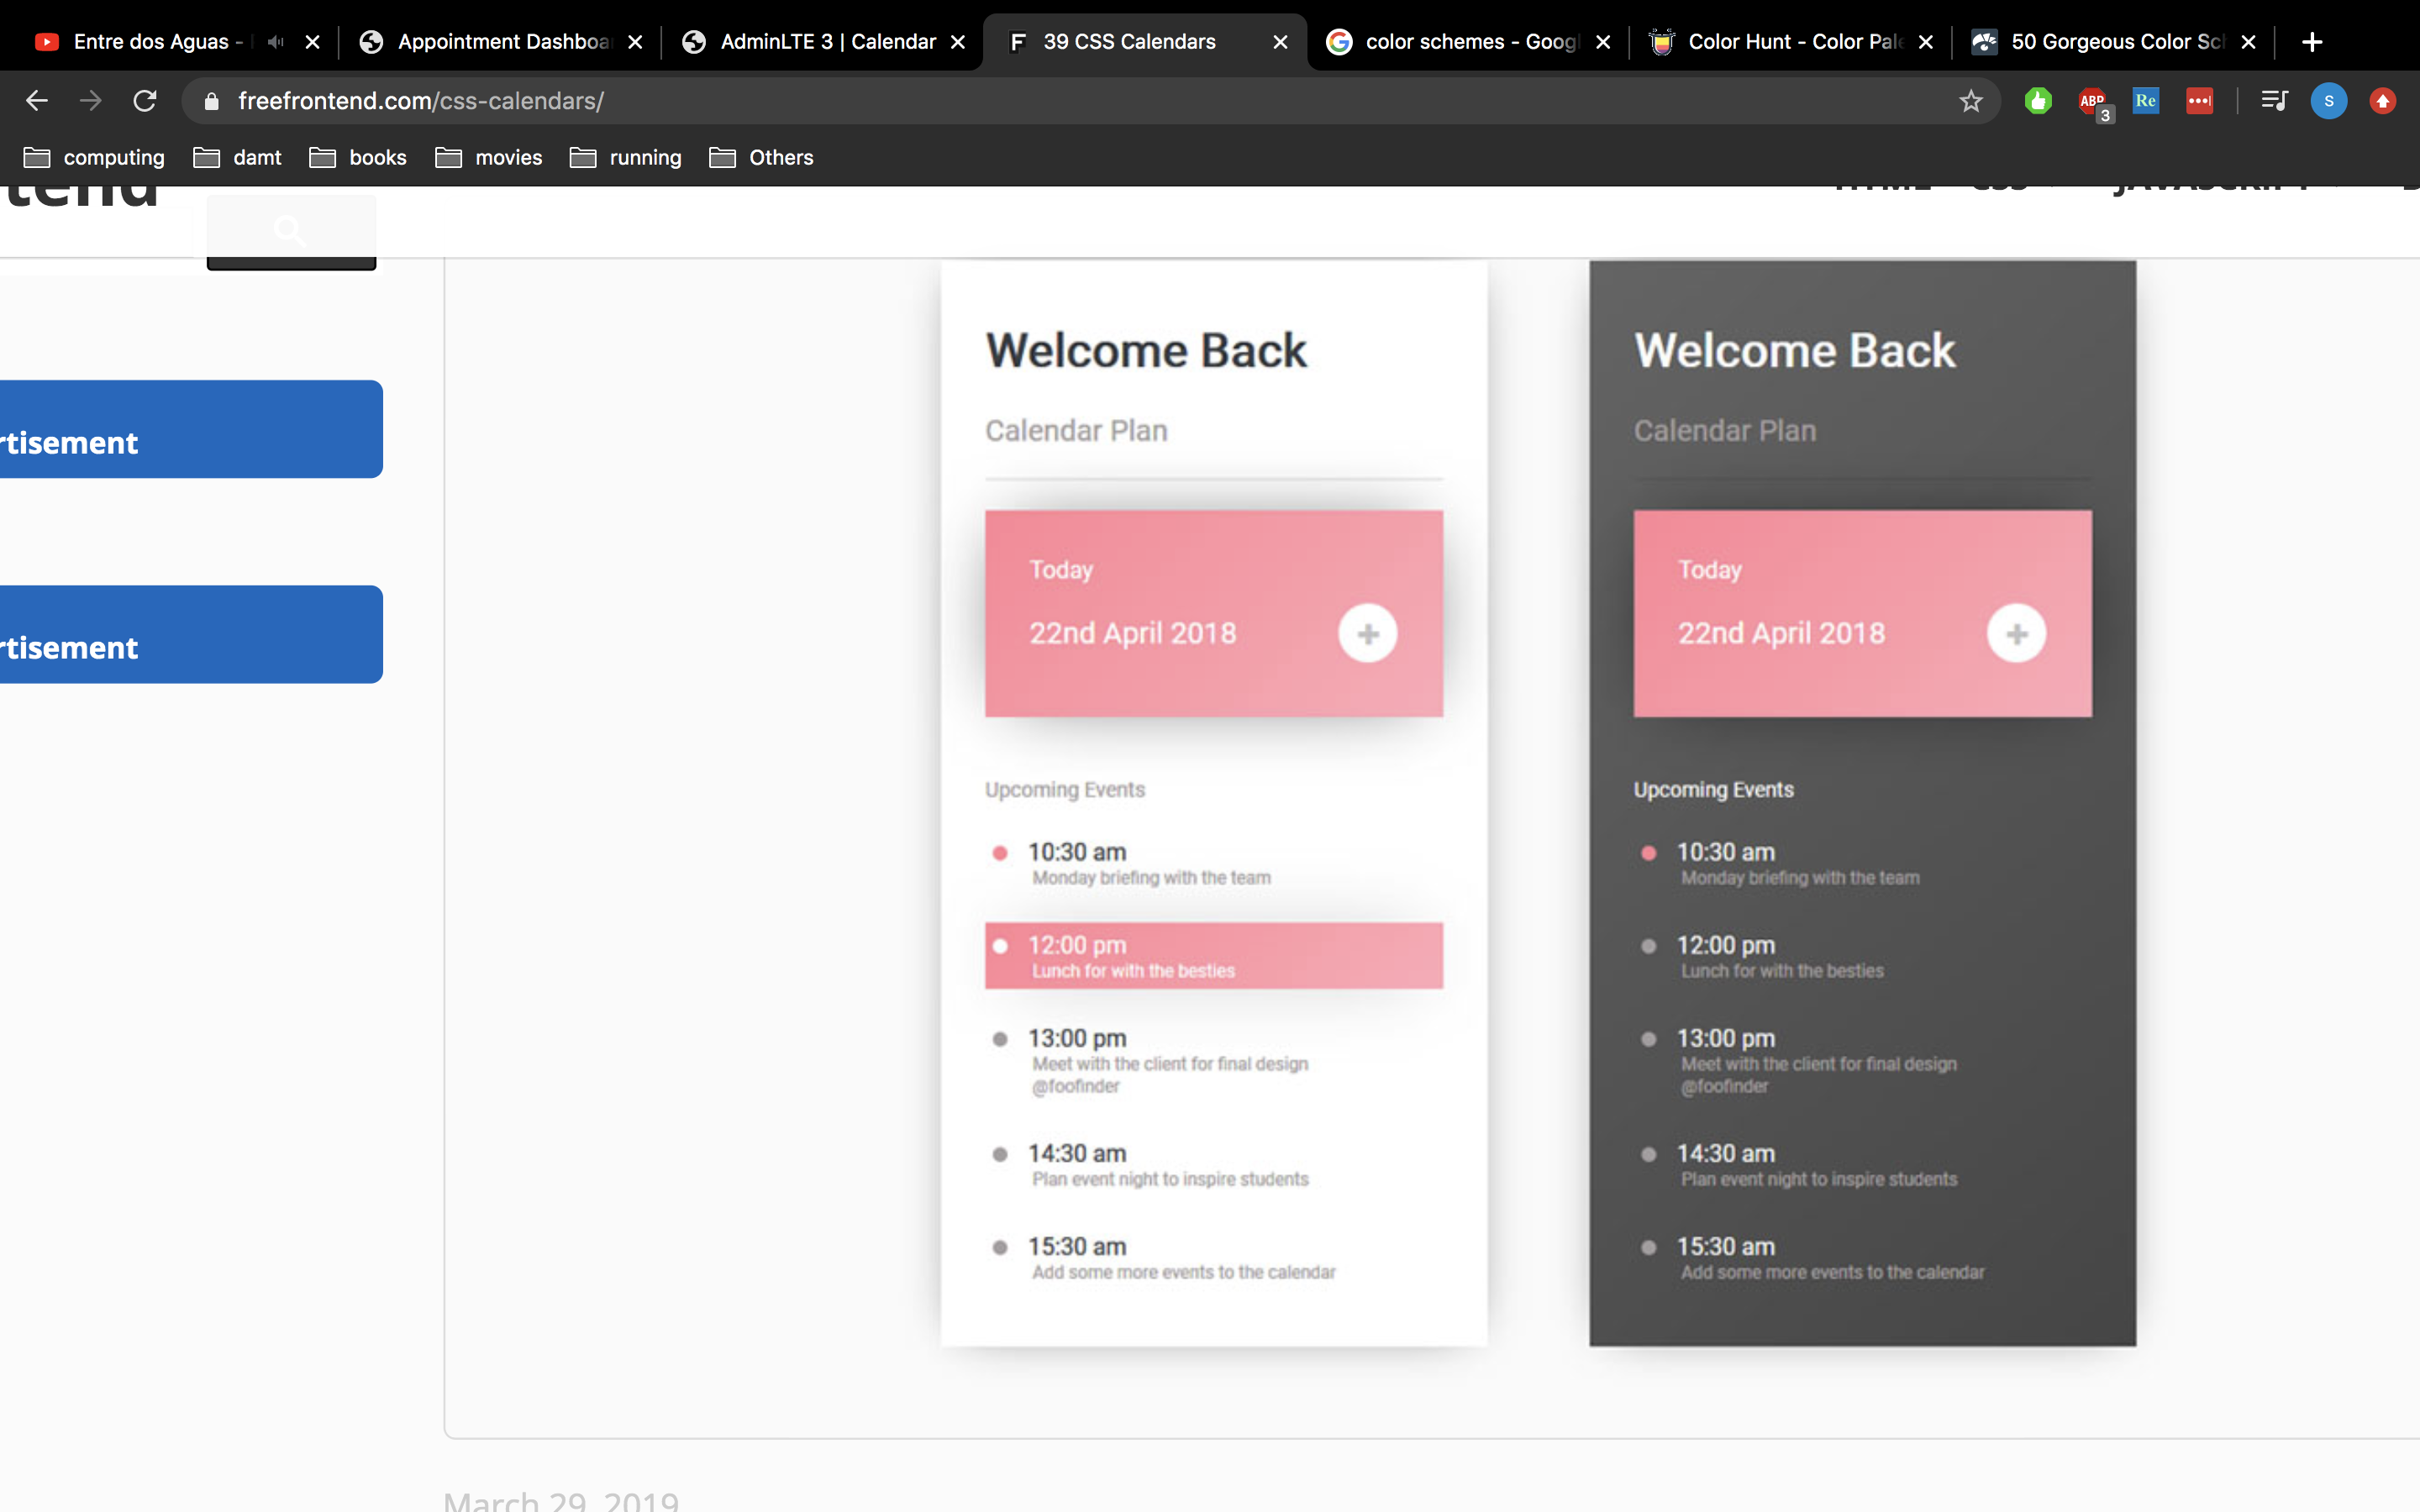 Entre dos Aguas -
Appointment Dashboa
AdminLTE 3 | Calendar
F
39 CSS Calendars
color schemes - Goog
Color Hunt - Color Pale
50 Gorgeous Color Sc
freefrontend.com/css-calendars/
ABP
3
Re
S
computing
damt
books
movies
running
Others
tend
HTML
CSS
JAVASCRIPT
rtisement
rtisement
Welcome Back
Calendar Plan
Today
22nd April 2018
Upcoming Events
10:30 am
Monday briefing with the team
12:00 pm
Lunch for with the besties
13:00 pm
Meet with the client for final design
@foofinder
14:30 am
Plan event night to inspire students
15:30 am
Add some more events to the calendar
Welcome Back
Calendar Plan
Today
22nd April 2018
Upcoming Events
10:30 am
Monday briefing with the team
12:00 pm
Lunch for with the besties
13:00 pm
Meet with the client for final design
@foofinder
14:30 am
Plan event night to inspire students
15:30 am
Add some more events to the calendar
March 29, 2019